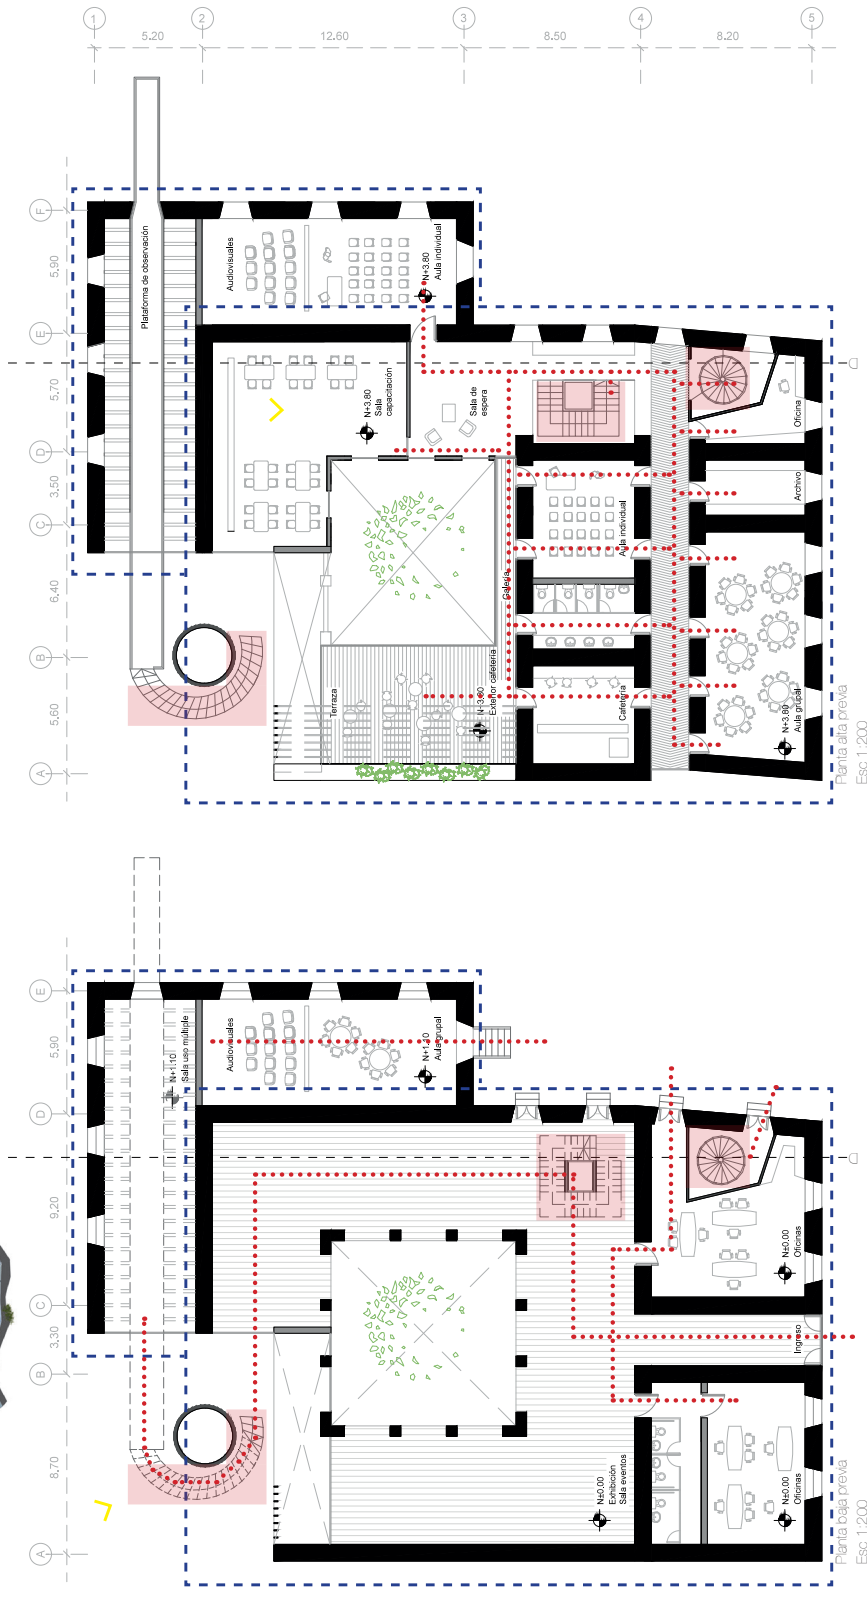 1
2
3
4
5
5.20
12.60
8.50
8.20
F
5.90
E
5.70
D
3.50
C
6.40
B
5.60
A
Plataforma de observación
Audiovisuales
N+3.80
Aula individual
N+3.80
Sala
capacitación
Sala de
espera
Oficina
Archivo
Aula individual
Galería
Terraza
N+3.80
Exterior cafetería
Cafetería
N+3.80
Aula grupal
D
Planta alta previa
Esc 1:200
E
5.90
D
9.20
C
3.30
B
8.70
A
N+1.10
Sala uso múltiple
Audiovisuales
N+1.10
Aula grupal
D
N±0.00
Oficinas
Ingreso
N±0.00
Exhibición
Sala eventos
N±0.00
Oficinas
Planta baja previa
Esc 1:200